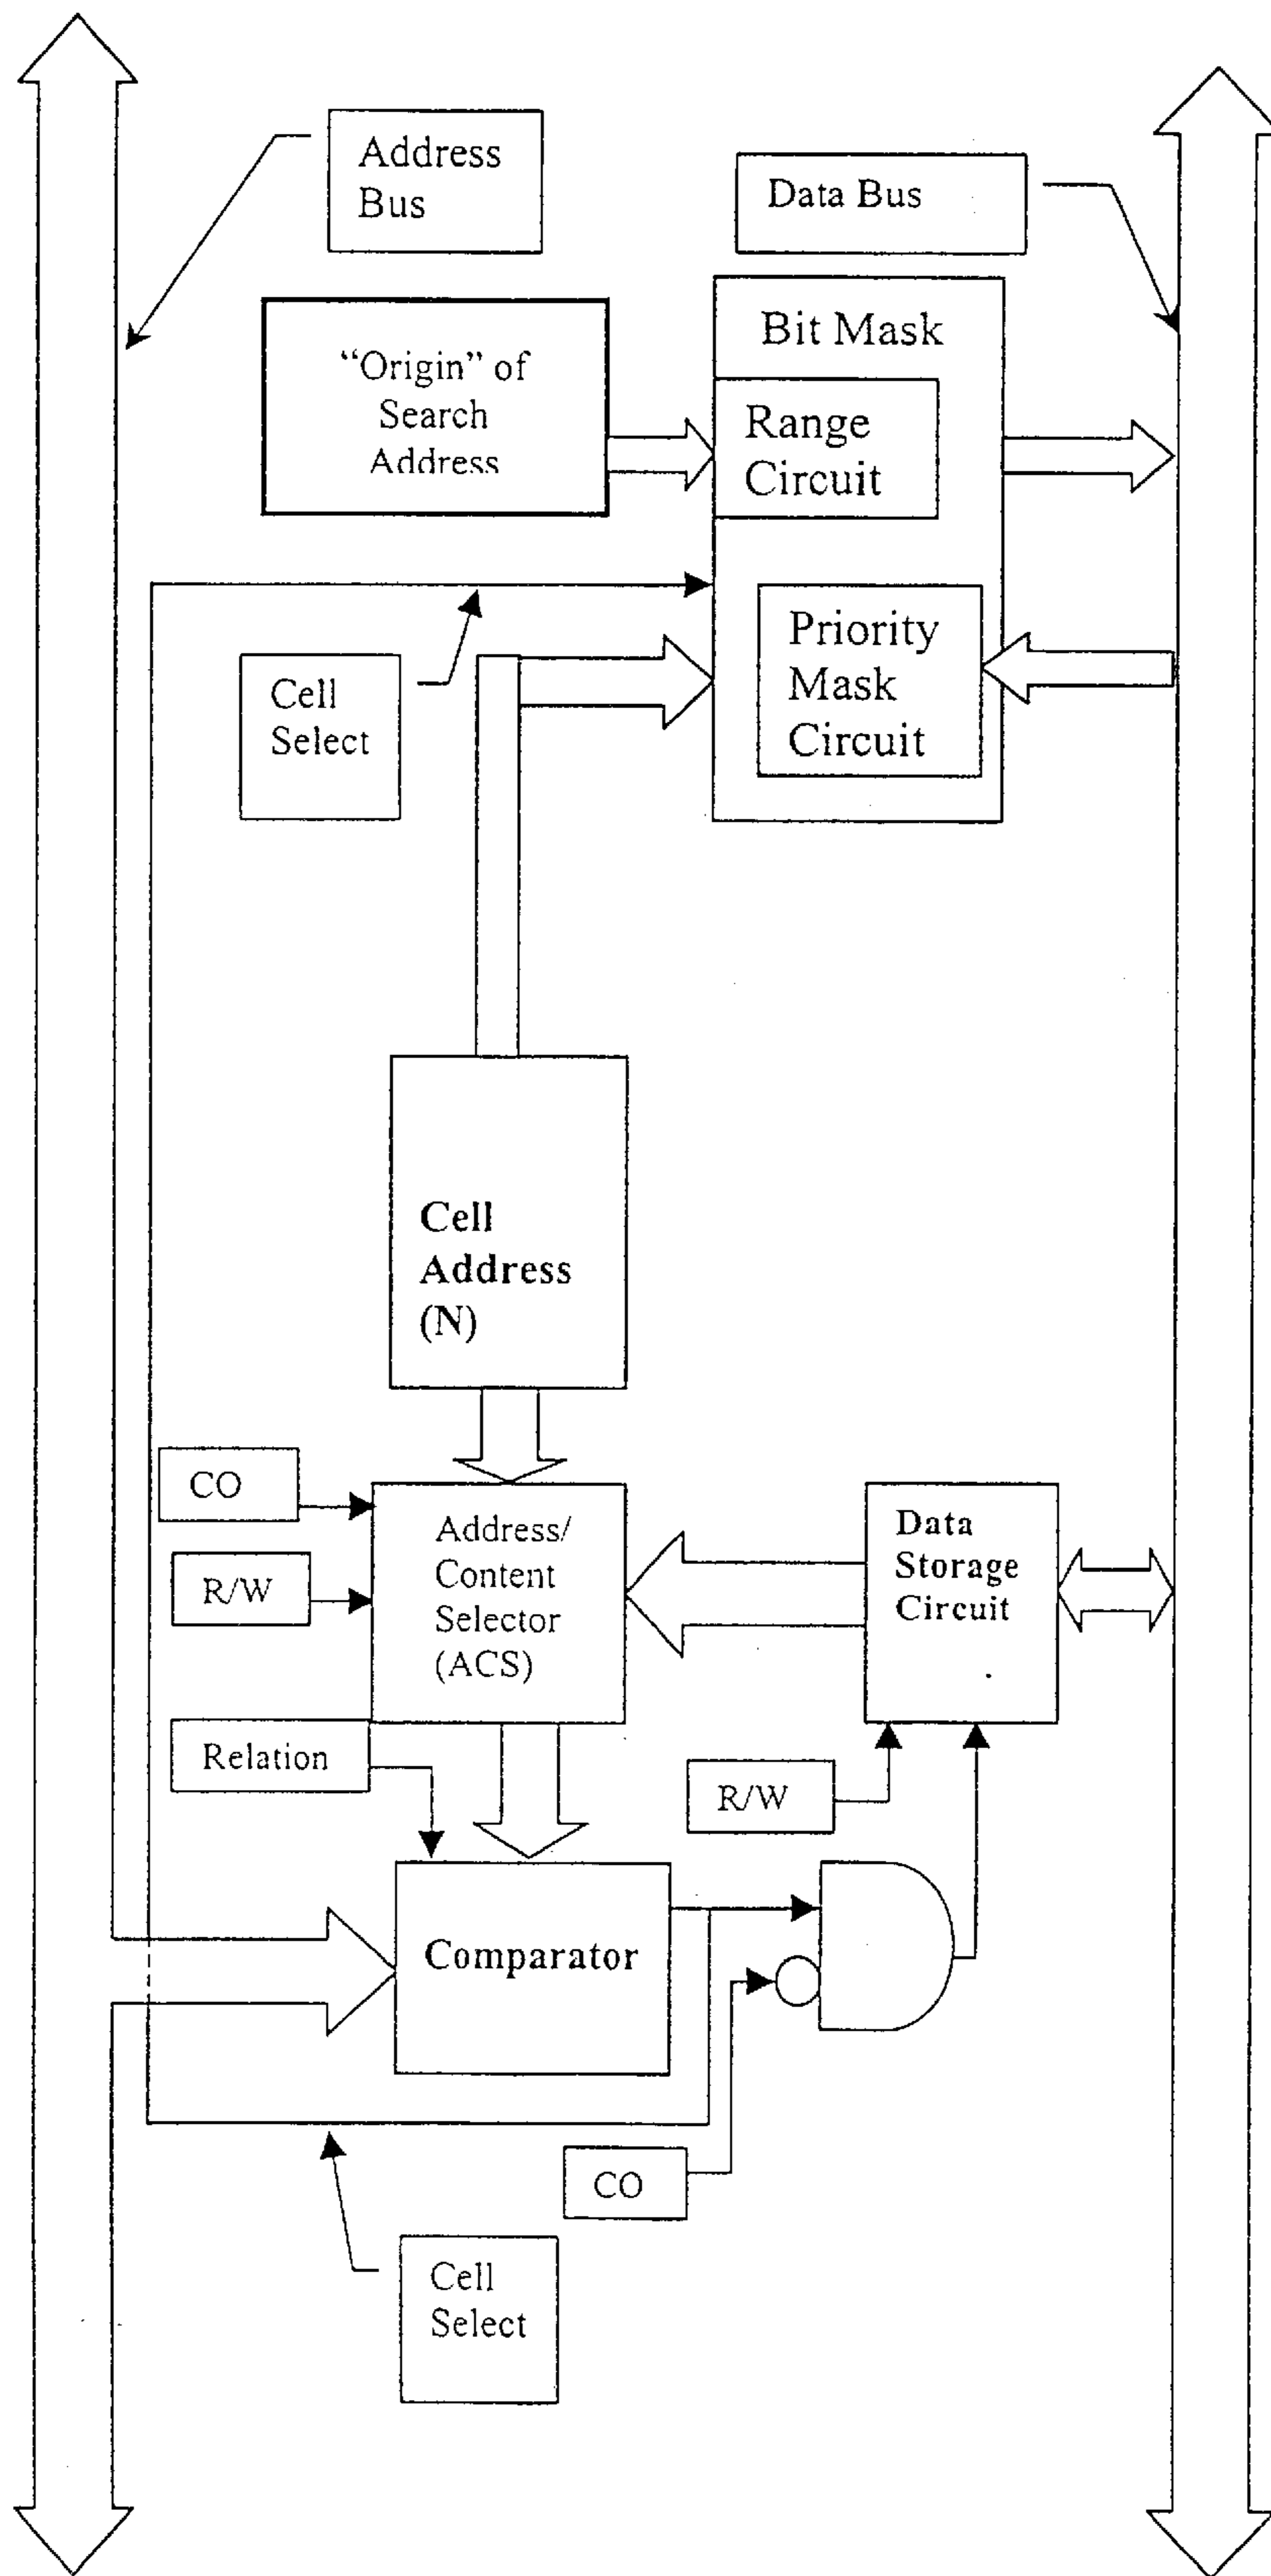 Address
Bus
Data Bus
Bit Mask
"Origin" of
Search
Address
Range
Circuit
Priority
Mask
Circuit
Cell
Select
Cell
Address
(N)
CO
R/W
Address/
Content
Selector
(ACS)
Data
Storage
Circuit
Relation
R/W
Comparator
CO
Cell
Select